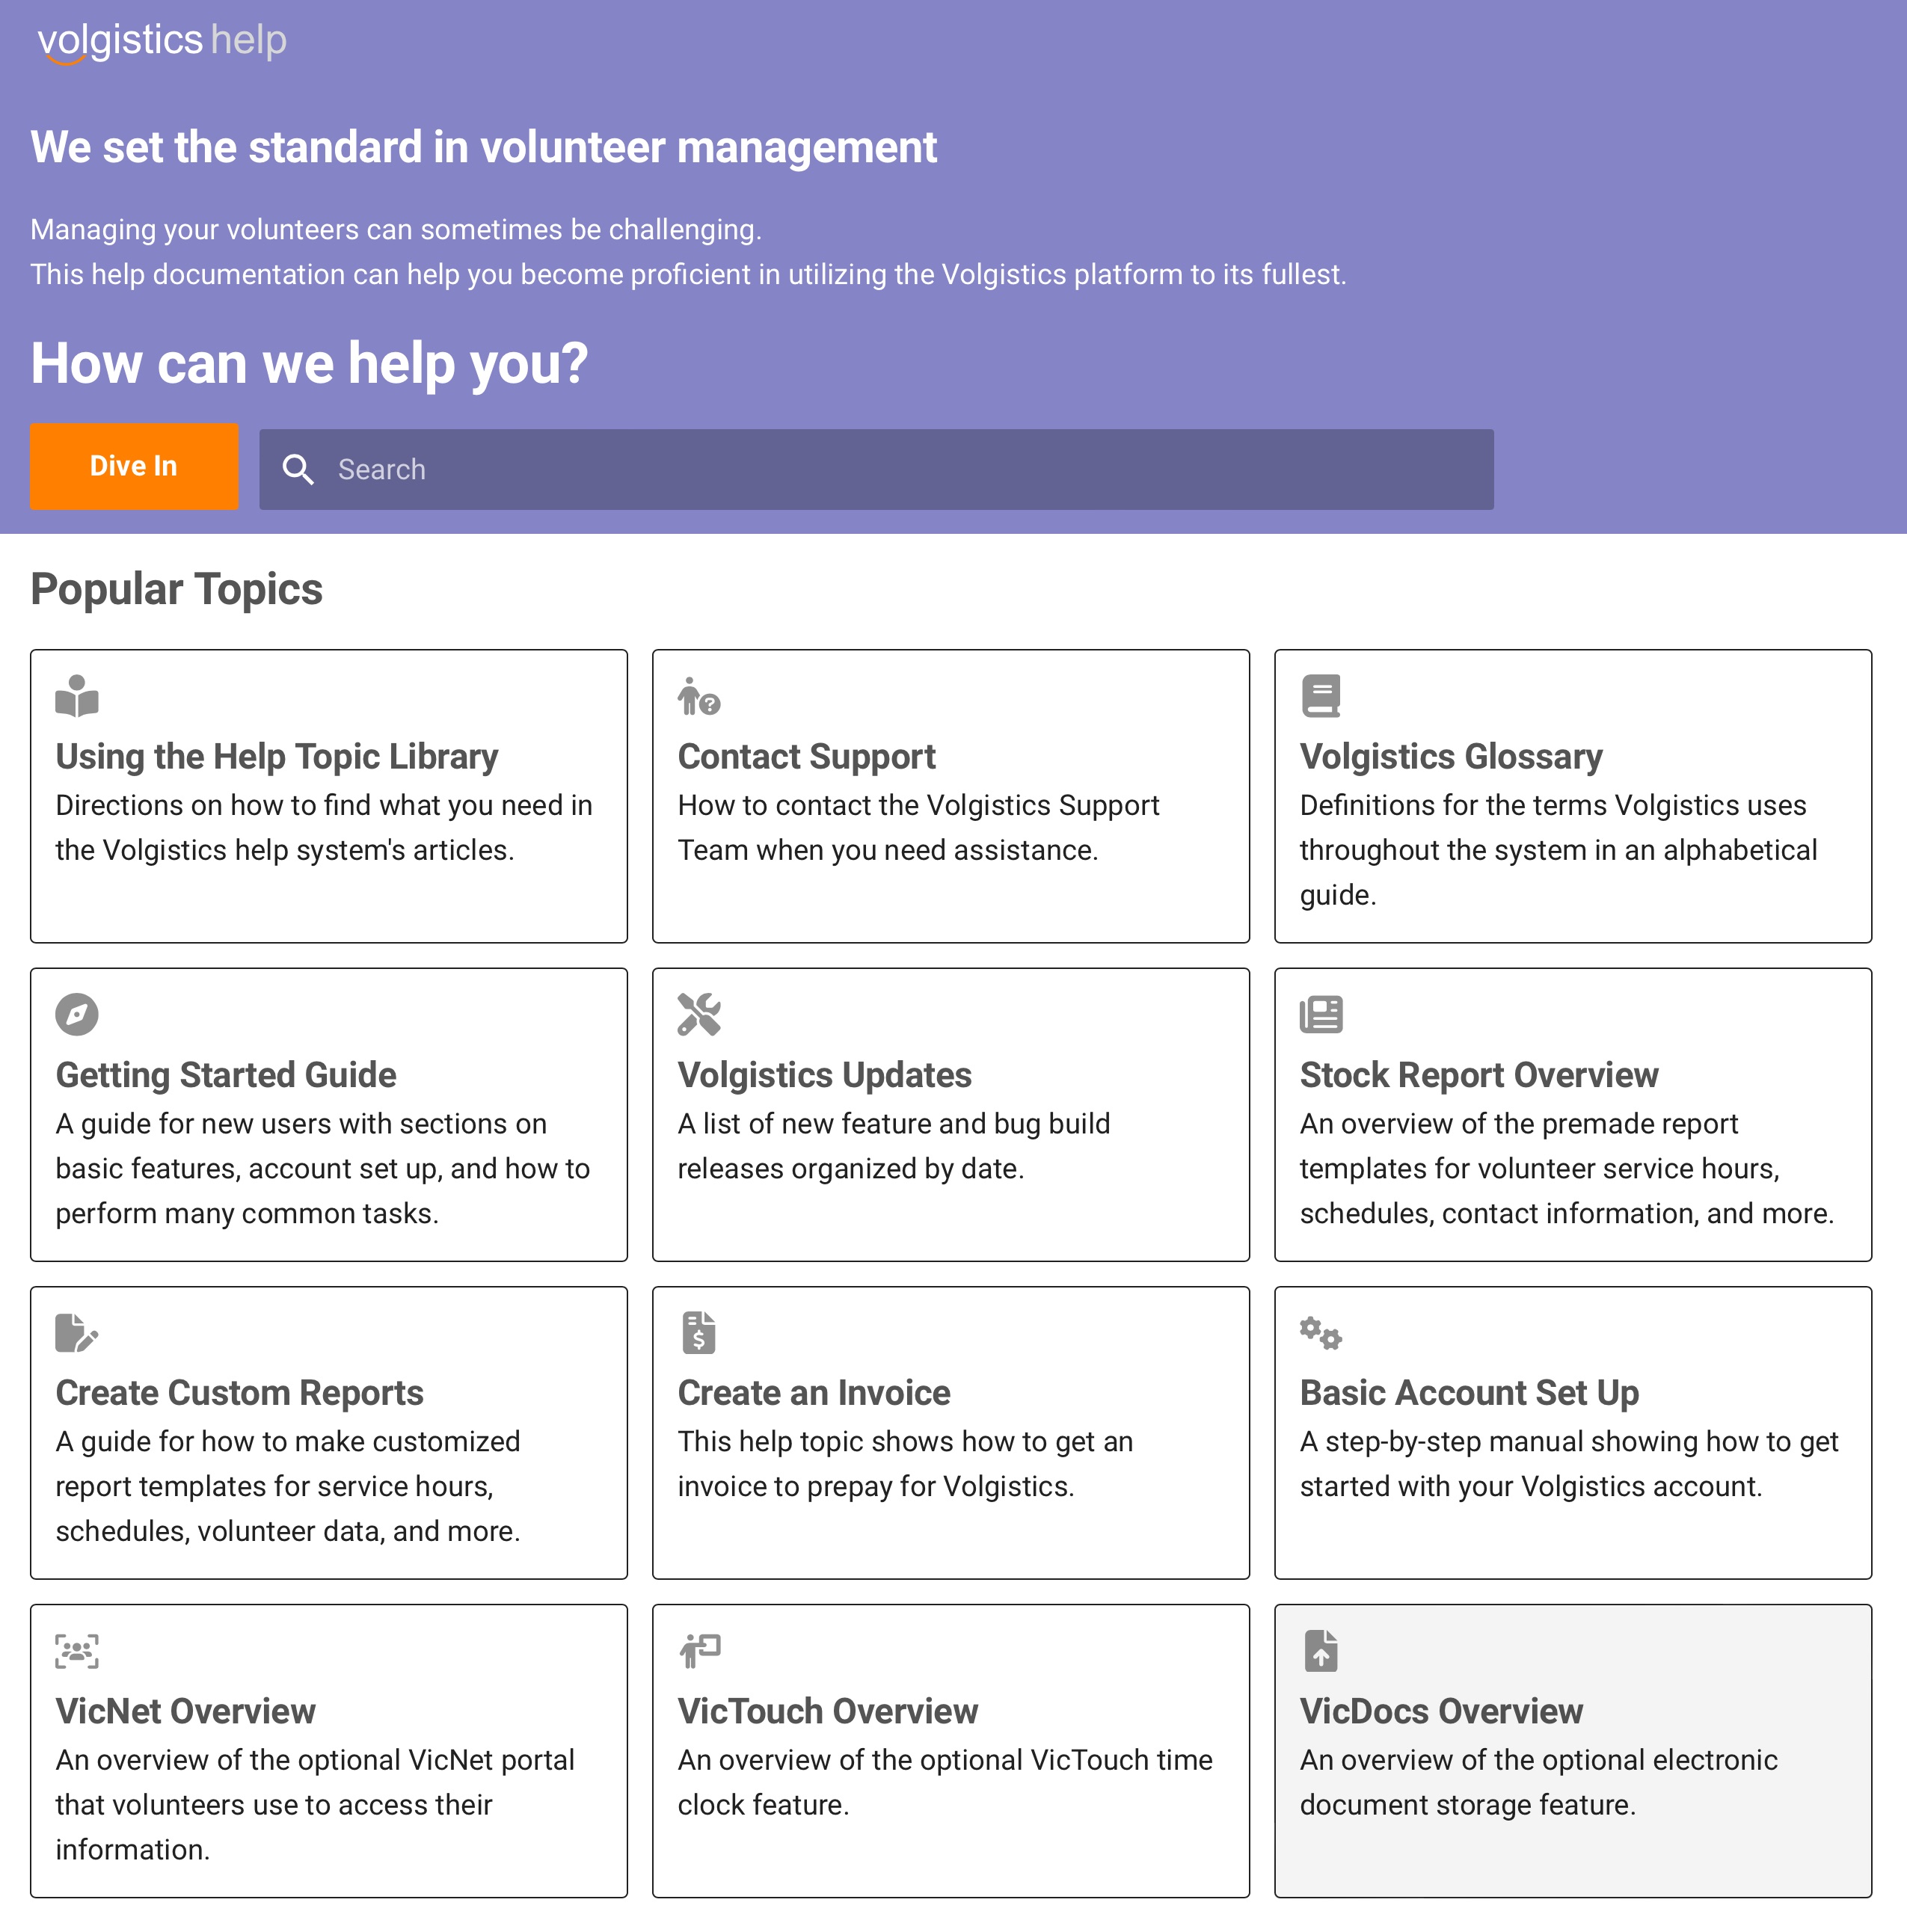 volgistics help
We set the standard in volunteer management
Managing your volunteers can sometimes be challenging.
This help documentation can help you become proficient in utilizing the Volgistics platform to its fullest.
How can we help you?
Dive In
Search
Popular Topics
Using the Help Topic Library
Directions on how to find what you need in
the Volgistics help system's articles.
Contact Support
How to contact the Volgistics Support
Team when you need assistance.
Volgistics Glossary
Definitions for the terms Volgistics uses
throughout the system in an alphabetical
guide.
Getting Started Guide
A guide for new users with sections on
basic features, account set up, and how to
perform many common tasks.
Volgistics Updates
A list of new feature and bug build
releases organized by date.
Stock Report Overview
An overview of the premade report
templates for volunteer service hours,
schedules, contact information, and more.
Create Custom Reports
A guide for how to make customized
report templates for service hours,
schedules, volunteer data, and more.
Create an Invoice
This help topic shows how to get an
invoice to prepay for Volgistics.
Basic Account Set Up
A step-by-step manual showing how to get
started with your Volgistics account.
VicNet Overview
An overview of the optional VicNet portal
that volunteers use to access their
information.
VicTouch Overview
An overview of the optional VicTouch time
clock feature.
VicDocs Overview
An overview of the optional electronic
document storage feature.